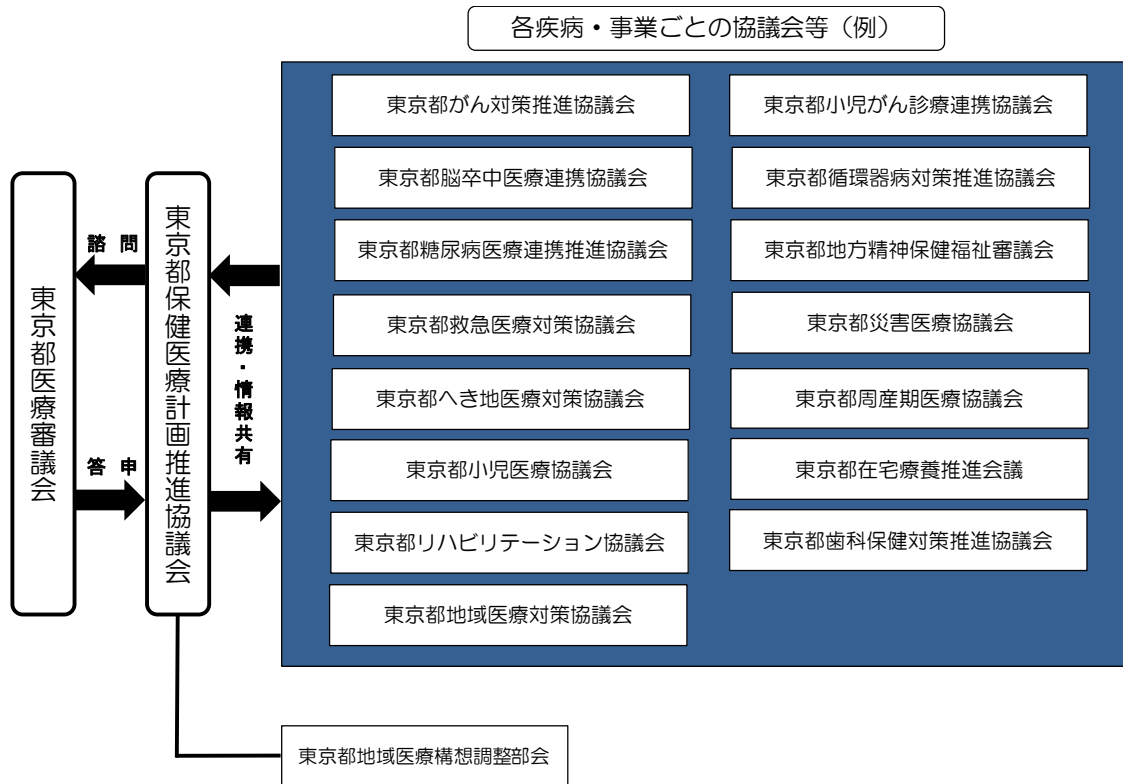 各疾病・事業ごとの協議会等（例）
東京都医療審議会
諮問
答申
東京都保健医療計画推進協議会
連携・情報共有
東京都がん対策推進協議会
東京都小児がん診療連携協議会
東京都脳卒中医療連携協議会
東京都循環器病対策推進協議会
東京都糖尿病医療連携推進協議会
東京都地方精神保健福祉審議会
東京都救急医療対策協議会
東京都災害医療協議会
東京都へき地医療対策協議会
東京都周産期医療協議会
東京都小児医療協議会
東京都在宅療養推進会議
東京都リハビリテーション協議会
東京都歯科保健対策推進協議会
東京都地域医療対策協議会
東京都地域医療構想調整部会